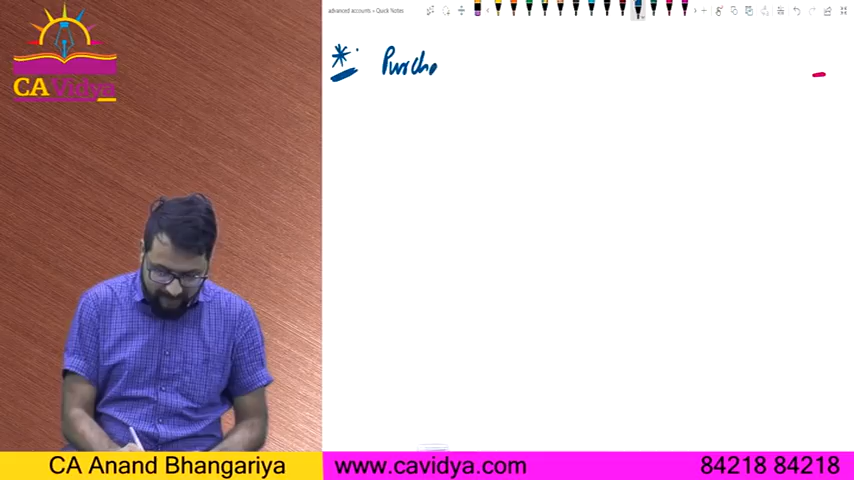 advanced accounts » Quick Notes
CA Vidya
* Purcha
CA Anand Bhangariya
www.cavidya.com
84218 84218